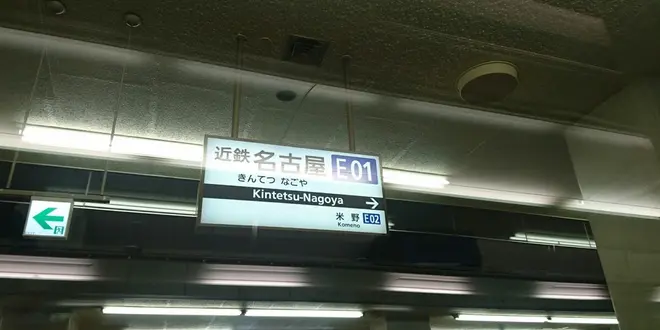 近鉄名古屋 E01
きんてつ なごや
Kintetsu-Nagoya →
米野 E02
Komeno